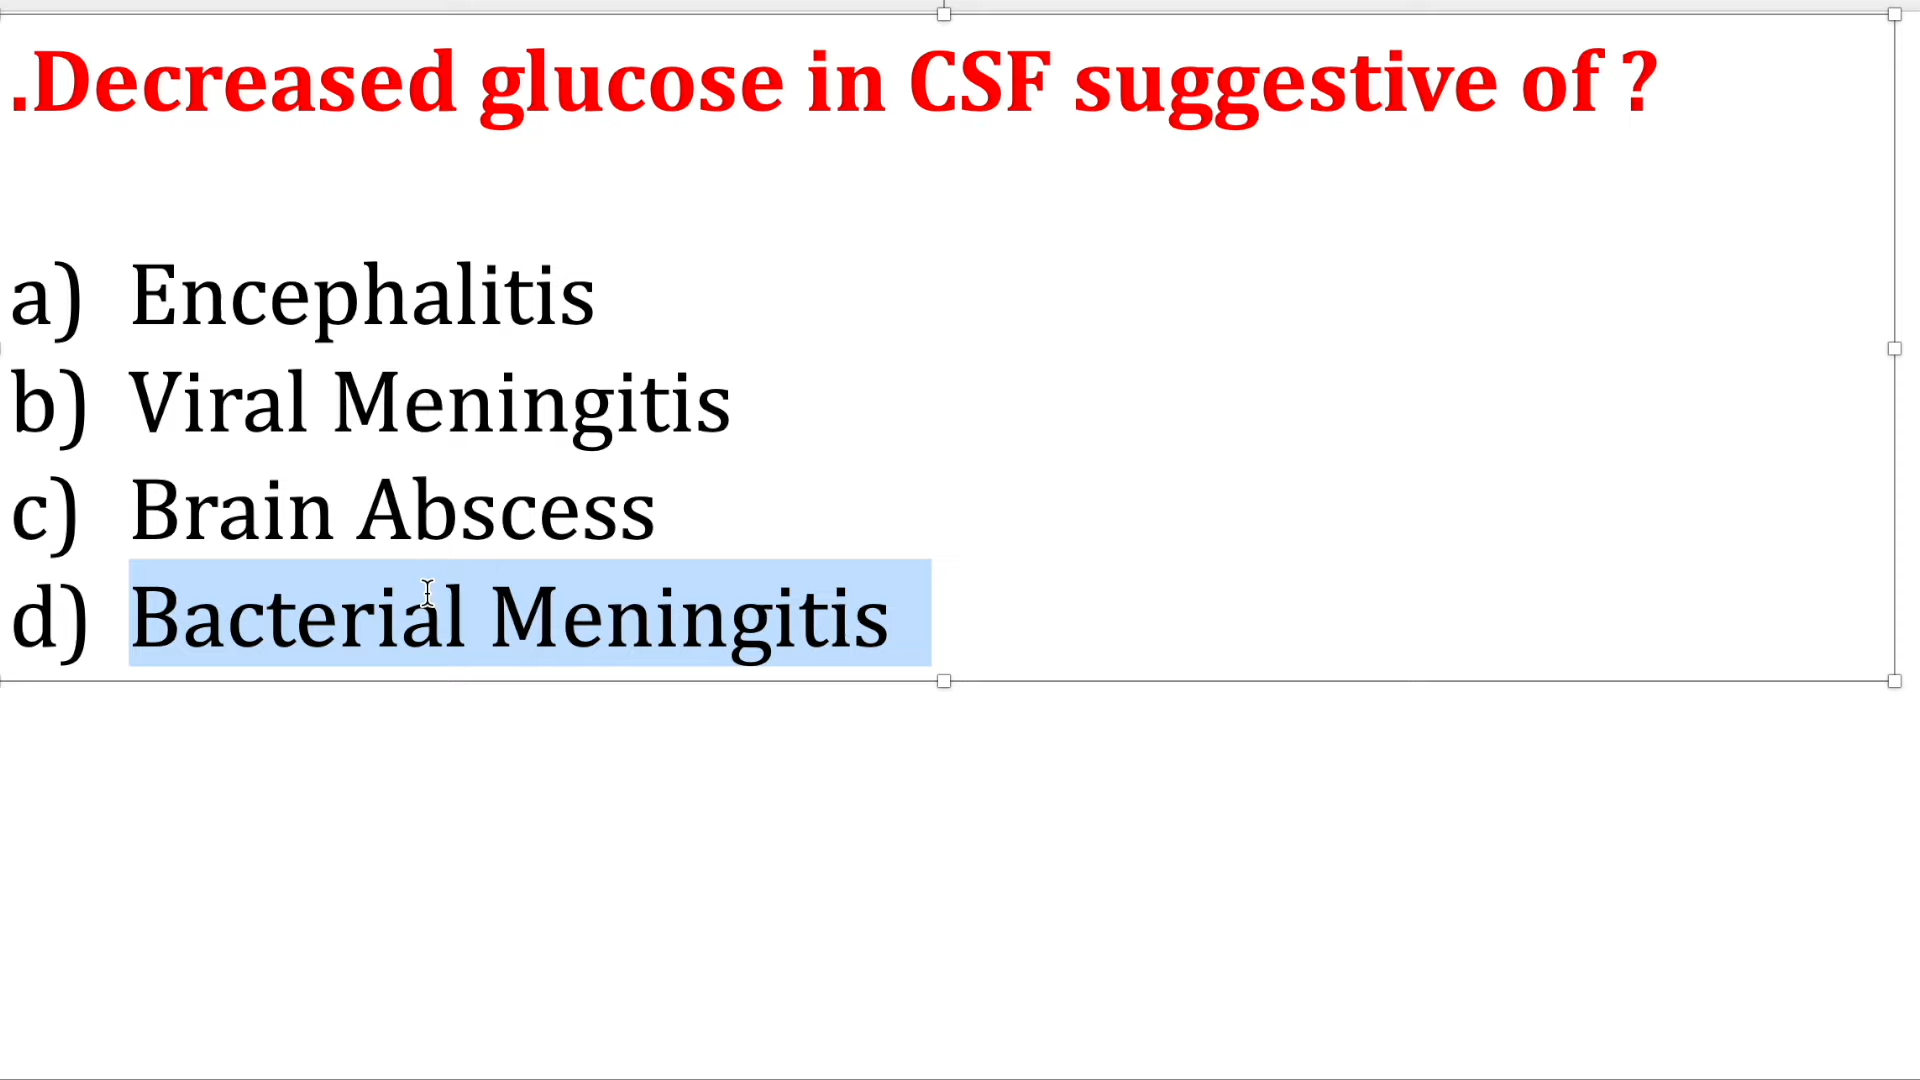 .Decreased glucose in CSF suggestive of ?
a) Encephalitis
b) Viral Meningitis
c) Brain Abscess
d) Bacterial Meningitis